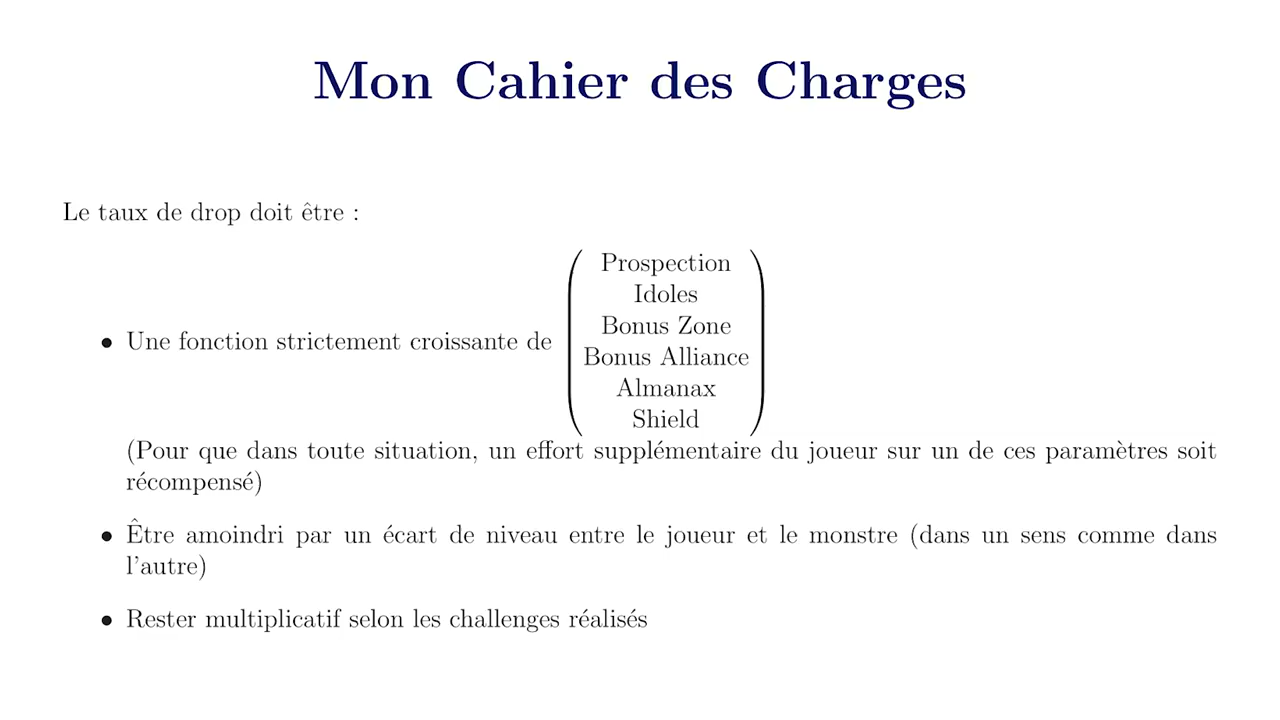 Mon Cahier des Charges
Le taux de drop doit être :
• Une fonction strictement croissante de
Prospection
Idoles
Bonus Zone
Bonus Alliance
Almanax
Shield
(Pour que dans toute situation, un effort supplémentaire du joueur sur un de ces paramètres soit
récompensé)
• Être amoindri par un écart de niveau entre le joueur et le monstre (dans un sens comme dans
l'autre)
• Rester multiplicatif selon les challenges réalisés